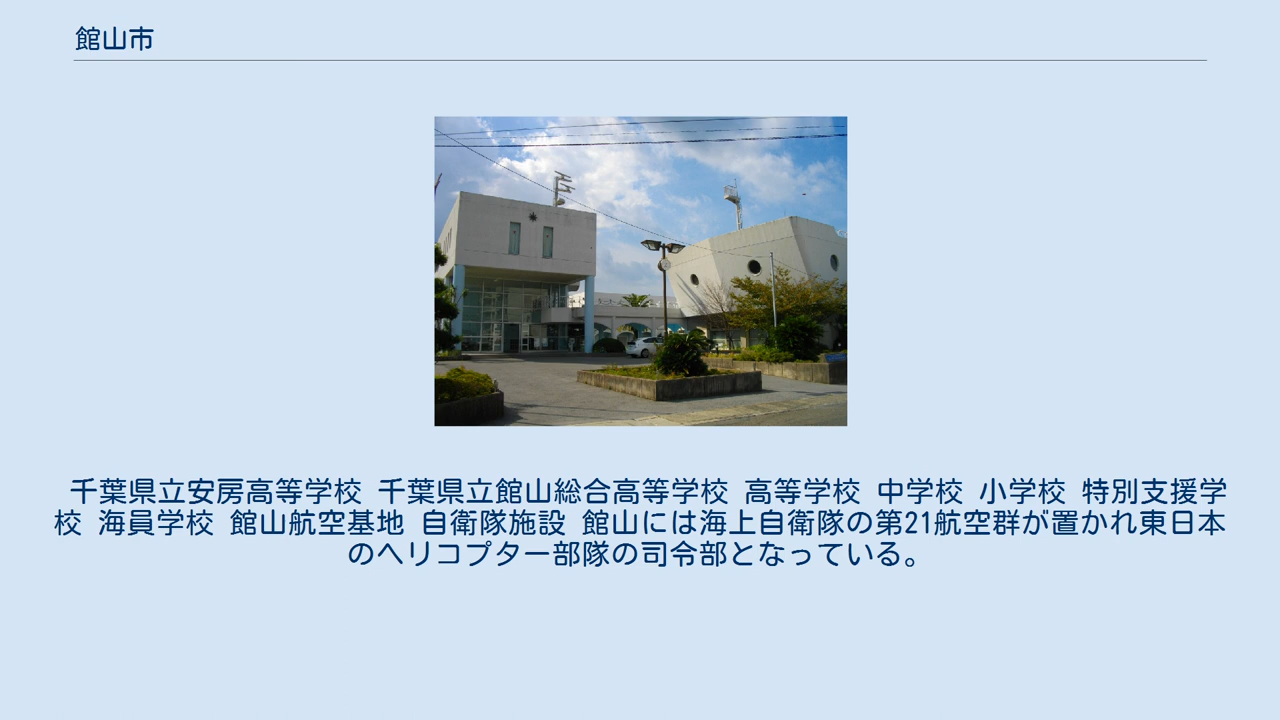 館山市
千葉県立安房高等学校 千葉県立館山総合高等学校 高等学校 中学校 小学校 特別支援学
校 海員学校 館山航空基地 自衛隊施設 館山には海上自衛隊の第21航空群が置かれ東日本
のヘリコプター部隊の司令部となっている。